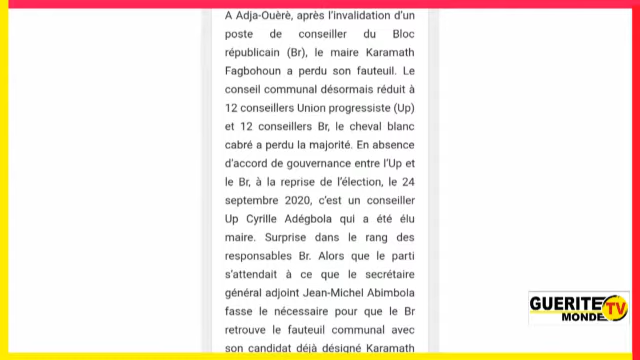 A Adja-Ouèrè, après l'invalidation d'un
poste de conseiller du Bloc
républicain (Br), le maire Karamath
Fagbohoun a perdu son fauteuil. Le
conseil communal désormais réduit à
12 conseillers Union progressiste (Up)
et 12 conseillers Br, le cheval blanc
cabré a perdu la majorité. En absence
d'accord de gouvernance entre l'Up et
le Br, à la reprise de l'élection, le 24
septembre 2020, c'est un conseiller
Up Cyrille Adégbola qui a été élu
maire. Surprise dans le rang des
responsables Br. Alors que le parti
s'attendait à ce que le secrétaire
général adjoint Jean-Michel Abimbola
fasse le nécessaire pour que le Br
retrouve le fauteuil communal avec
son candidat déjà désigné Karamath
GUERITE TV
MONDE